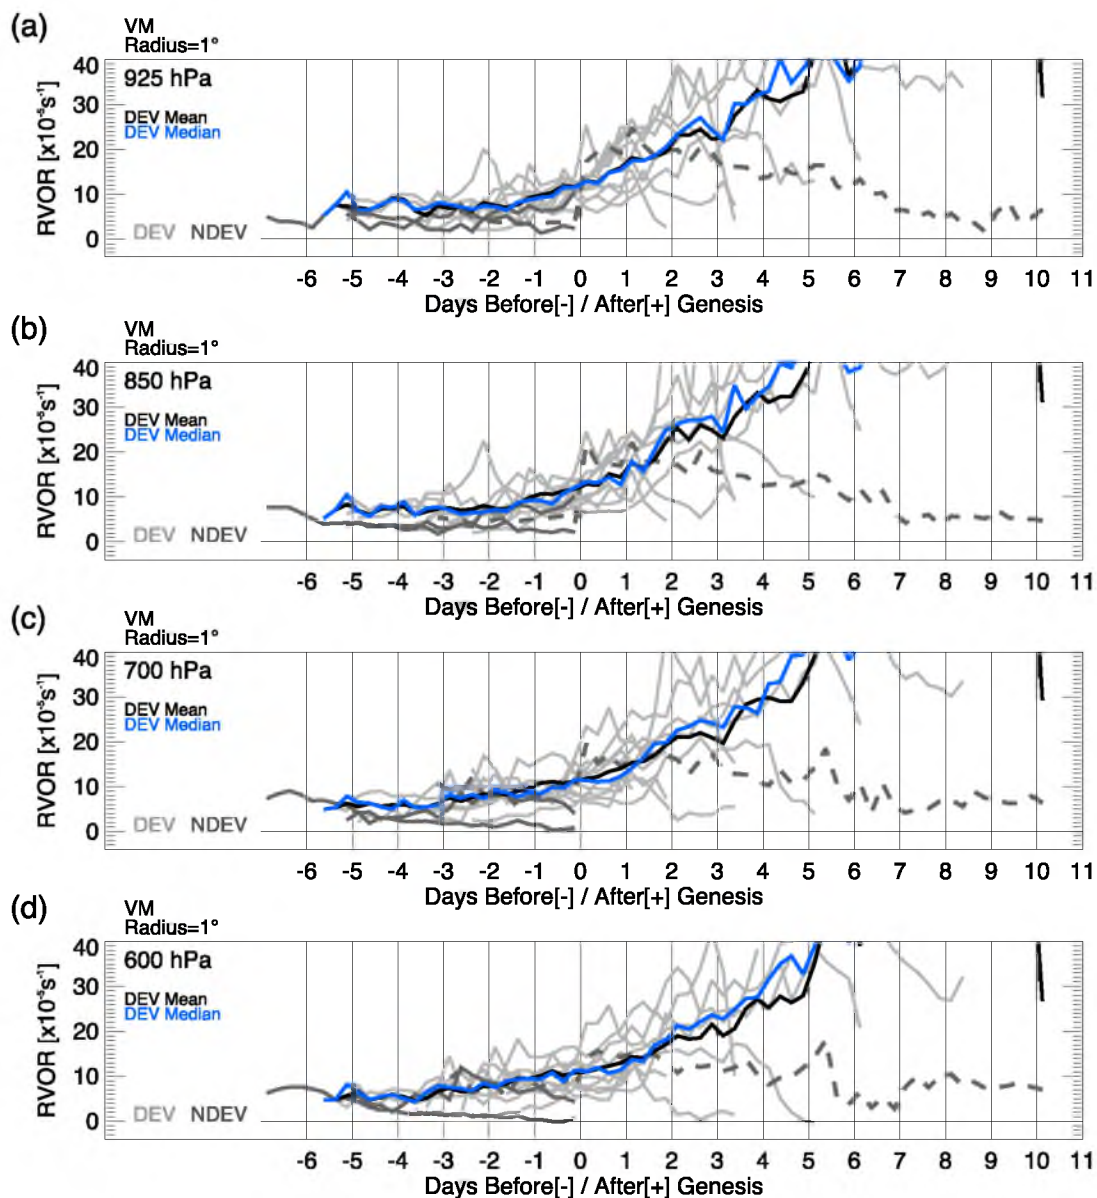 (a)
VM
Radius=1°
925 hPa
DEV Mean
DEV Median
DEV NDEV
RVOR [x10⁻⁵s⁻¹]
40
30
20
10
0
-6 -5 -4 -3 -2 -1 0 1 2 3 4 5 6 7 8 9 10 11
Days Before[-] / After[+] Genesis
(b)
VM
Radius=1°
850 hPa
DEV Mean
DEV Median
DEV NDEV
RVOR [x10⁻⁵s⁻¹]
40
30
20
10
0
-6 -5 -4 -3 -2 -1 0 1 2 3 4 5 6 7 8 9 10 11
Days Before[-] / After[+] Genesis
(c)
VM
Radius=1°
700 hPa
DEV Mean
DEV Median
DEV NDEV
RVOR [x10⁻⁵s⁻¹]
40
30
20
10
0
-6 -5 -4 -3 -2 -1 0 1 2 3 4 5 6 7 8 9 10 11
Days Before[-] / After[+] Genesis
(d)
VM
Radius=1°
600 hPa
DEV Mean
DEV Median
DEV NDEV
RVOR [x10⁻⁵s⁻¹]
40
30
20
10
0
-6 -5 -4 -3 -2 -1 0 1 2 3 4 5 6 7 8 9 10 11
Days Before[-] / After[+] Genesis